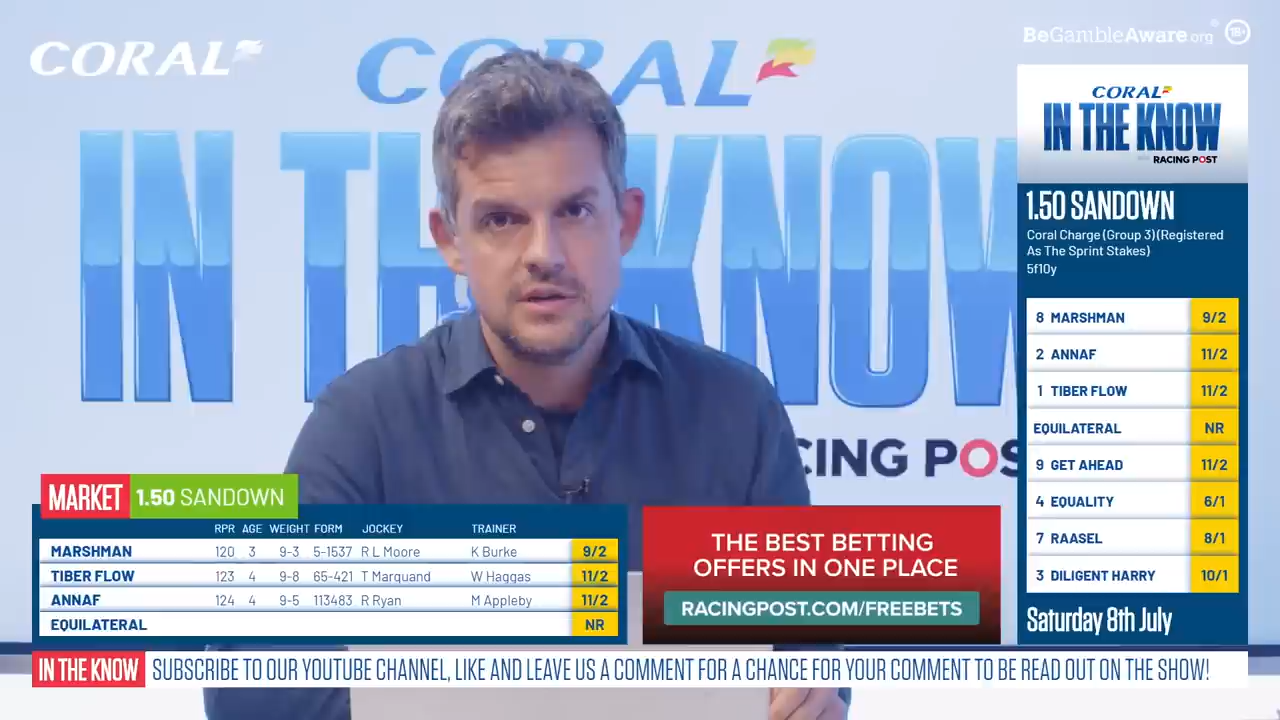 CORAL
CORAL
IN THE KNOW
RACING POS
BeGambleAware.org® 18+
CORAL
IN THE KNOW
RACING POST
1.50 SANDOWN
Coral Charge (Group 3) (Registered
As The Sprint Stakes)
5f10y
8 MARSHMAN 9/2
2 ANNAF 11/2
1 TIBER FLOW 11/2
EQUILATERAL NR
9 GET AHEAD 11/2
4 EQUALITY 6/1
7 RAASEL 8/1
3 DILIGENT HARRY 10/1
Saturday 8th July
MARKET 1.50 SANDOWN
RPR AGE WEIGHT FORM JOCKEY TRAINER
MARSHMAN 120 3 9-3 5-1537 R L Moore K Burke 9/2
TIBER FLOW 123 4 9-8 65-421 T Marquand W Haggas 11/2
ANNAF 124 4 9-5 113483 R Ryan M Appleby 11/2
EQUILATERAL NR
THE BEST BETTING
OFFERS IN ONE PLACE
RACINGPOST.COM/FREEBETS
IN THE KNOW SUBSCRIBE TO OUR YOUTUBE CHANNEL, LIKE AND LEAVE US A COMMENT FOR A CHANCE FOR YOUR COMMENT TO BE READ OUT ON THE SHOW!